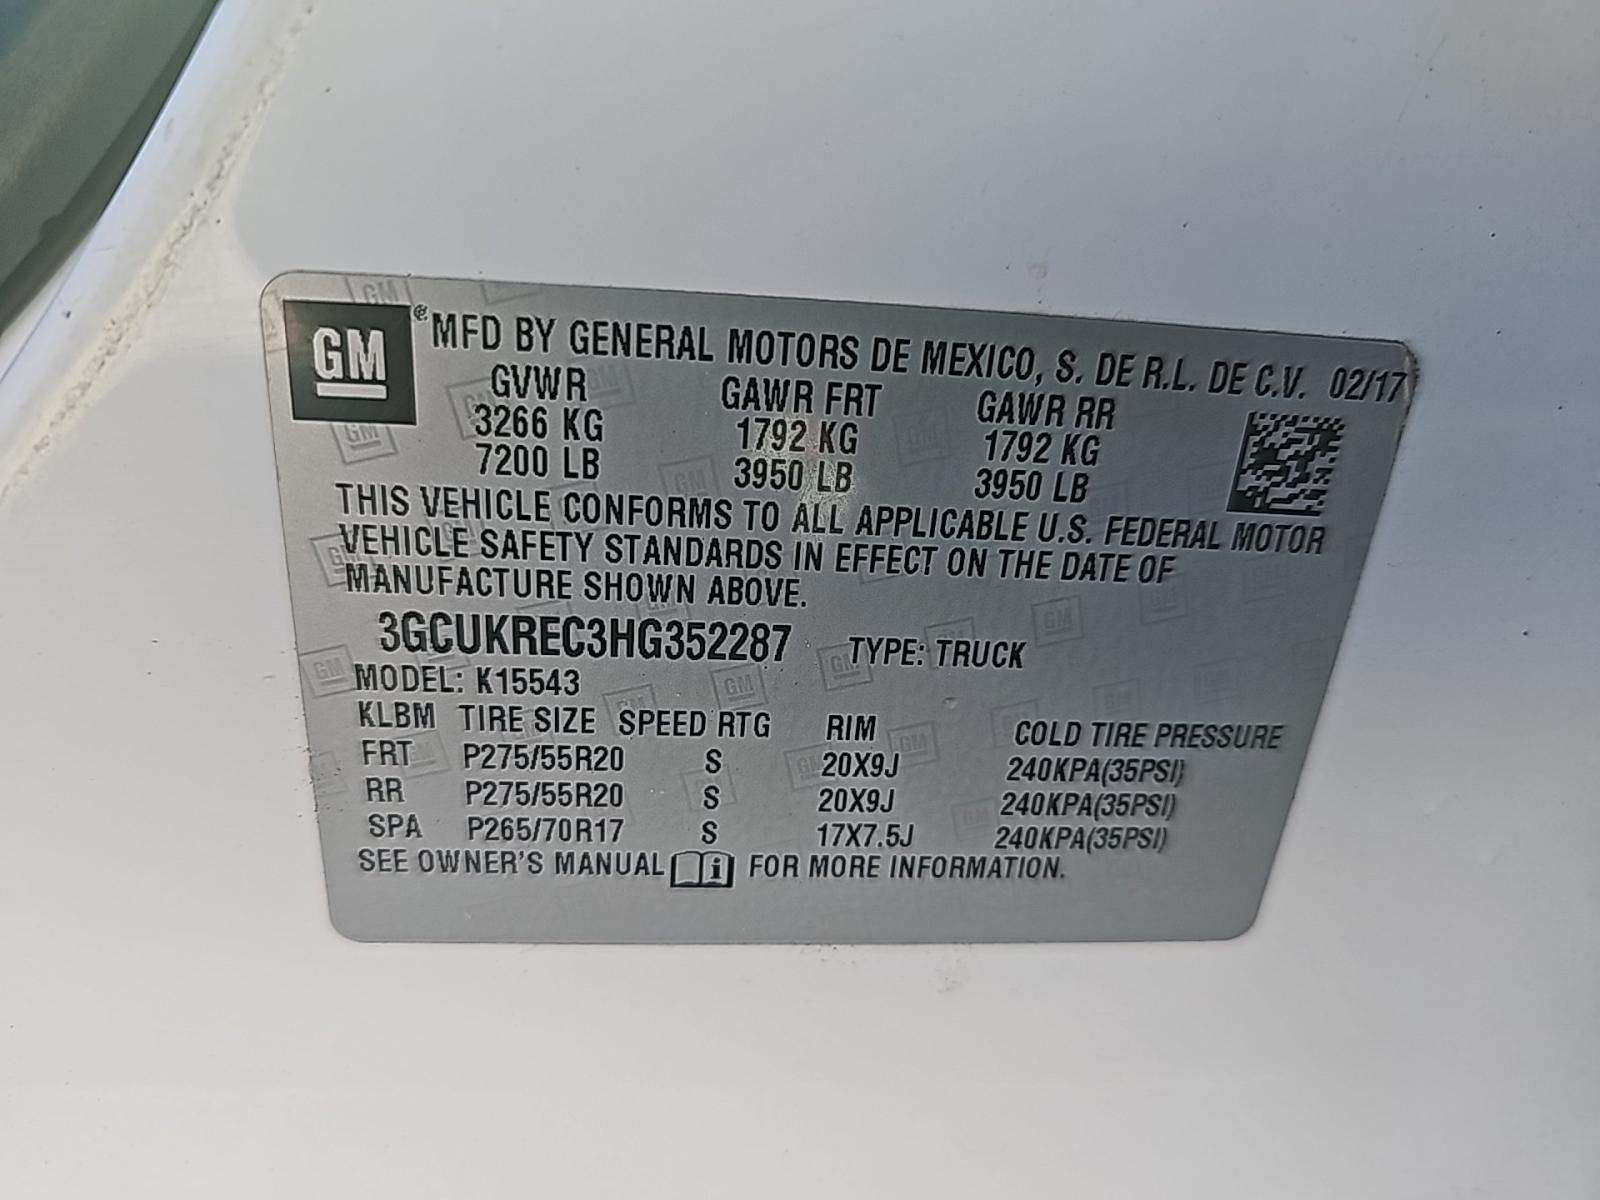 GM ® MFD BY GENERAL MOTORS DE MEXICO, S. DE R.L. DE C.V. 02/17
GVWR GAWR FRT GAWR RR
3266 KG 1792 KG 1792 KG
7200 LB 3950 LB 3950 LB
THIS VEHICLE CONFORMS TO ALL APPLICABLE U.S. FEDERAL MOTOR
VEHICLE SAFETY STANDARDS IN EFFECT ON THE DATE OF
MANUFACTURE SHOWN ABOVE.
3GCUKREC3HG352287 TYPE: TRUCK
MODEL: K15543
KLBM TIRE SIZE SPEED RTG RIM COLD TIRE PRESSURE
FRT P275/55R20 S 20X9J 240KPA(35PSI)
RR P275/55R20 S 20X9J 240KPA(35PSI)
SPA P265/70R17 S 17X7.5J 240KPA(35PSI)
SEE OWNER'S MANUAL i FOR MORE INFORMATION.